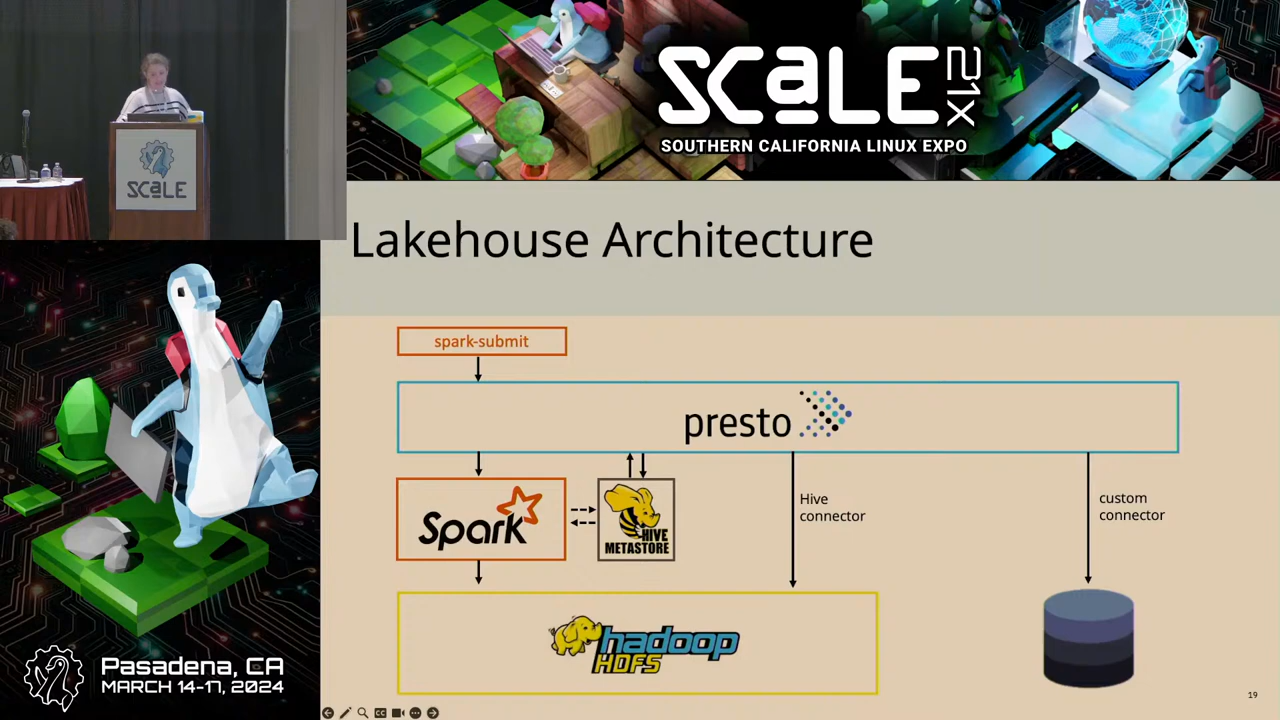 SCaLE 21X
SOUTHERN CALIFORNIA LINUX EXPO
SCaLE
Lakehouse Architecture
spark-submit
presto
Spark
HIVE
METASTORE
Hive
connector
custom
connector
hadoop
HDFS
Pasadena, CA
MARCH 14-17, 2024
CC
19